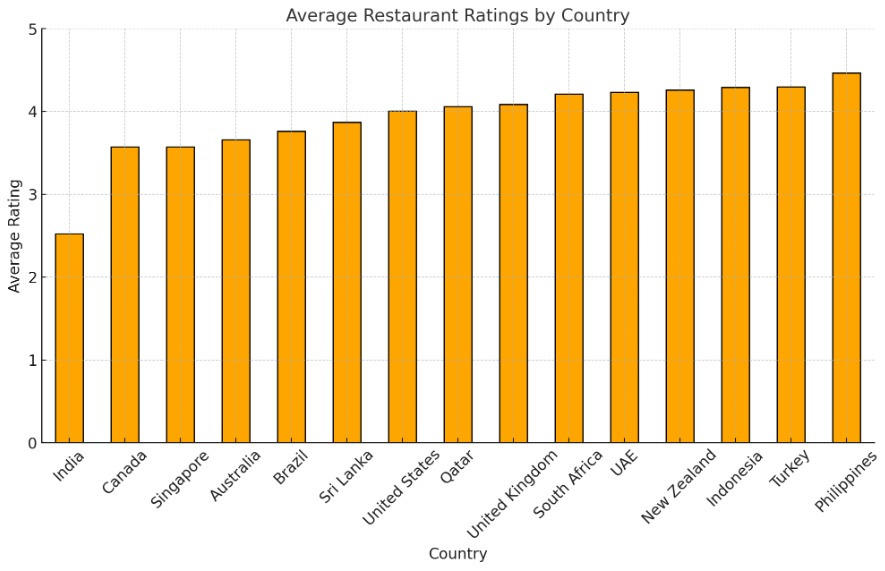 Average Restaurant Ratings by Country
Average Rating
5
4
3
2
1
0
India
Canada
Singapore
Australia
Brazil
Sri Lanka
United States
Qatar
United Kingdom
South Africa
UAE
New Zealand
Indonesia
Turkey
Philippines
Country